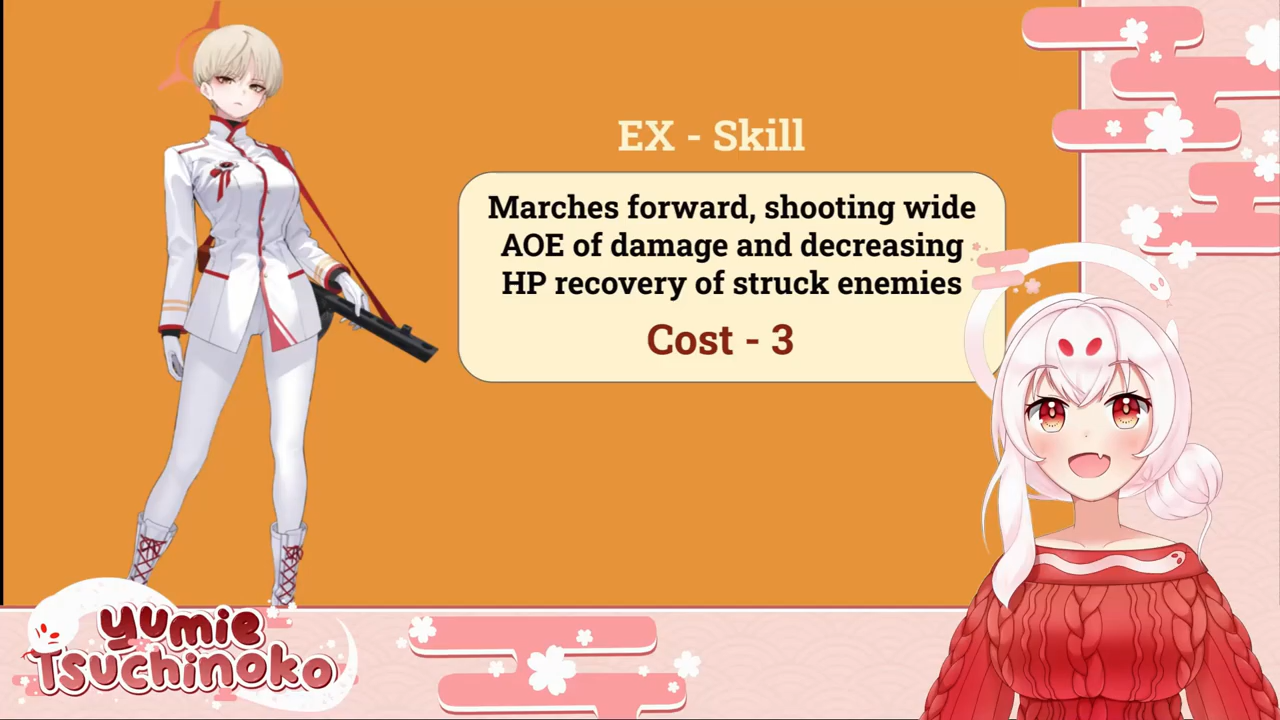 EX - Skill
Marches forward, shooting wide
AOE of damage and decreasing
HP recovery of struck enemies
Cost - 3
yumie
Tsuchinoko